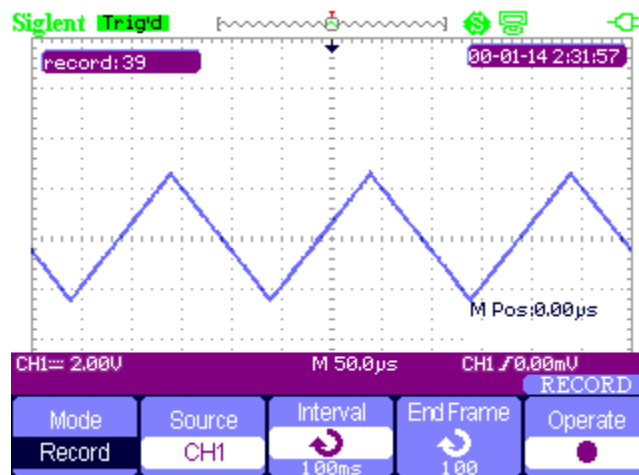 Siglent Trig'd
record:39
00-01-14 2:31:57
M Pos:0.00µs
CH1 2.00V
M 50.0µs
CH1 0.00mV
RECORD
Mode
Record
Source
CH1
Interval
100ms
End Frame
100
Operate